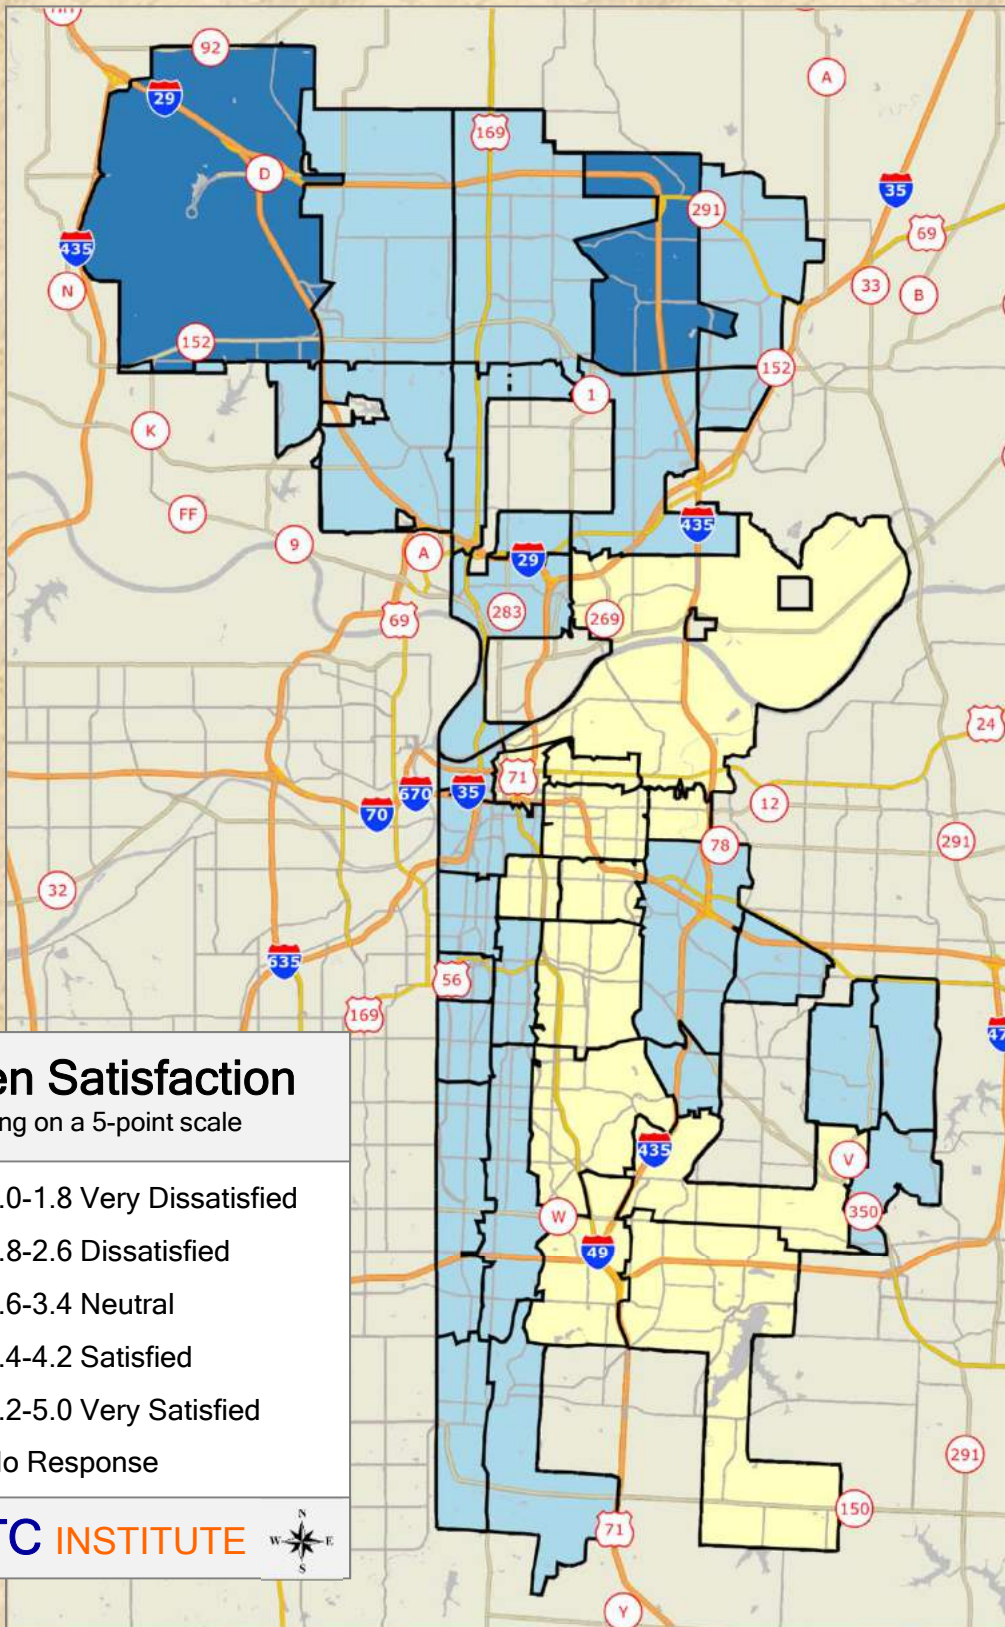 92
29
169
A
D
35
291
69
435
N
33
B
152
152
1
K
FF
435
9
A
29
283
269
69
24
71
670
35
12
70
78
291
32
635
56
169
en Satisfaction
ng on a 5-point scale
.0-1.8 Very Dissatisfied
.8-2.6 Dissatisfied
.6-3.4 Neutral
.4-4.2 Satisfied
.2-5.0 Very Satisfied
lo Response
TC INSTITUTE
N
W E
S
47
435
V
W
350
49
291
150
71
Y